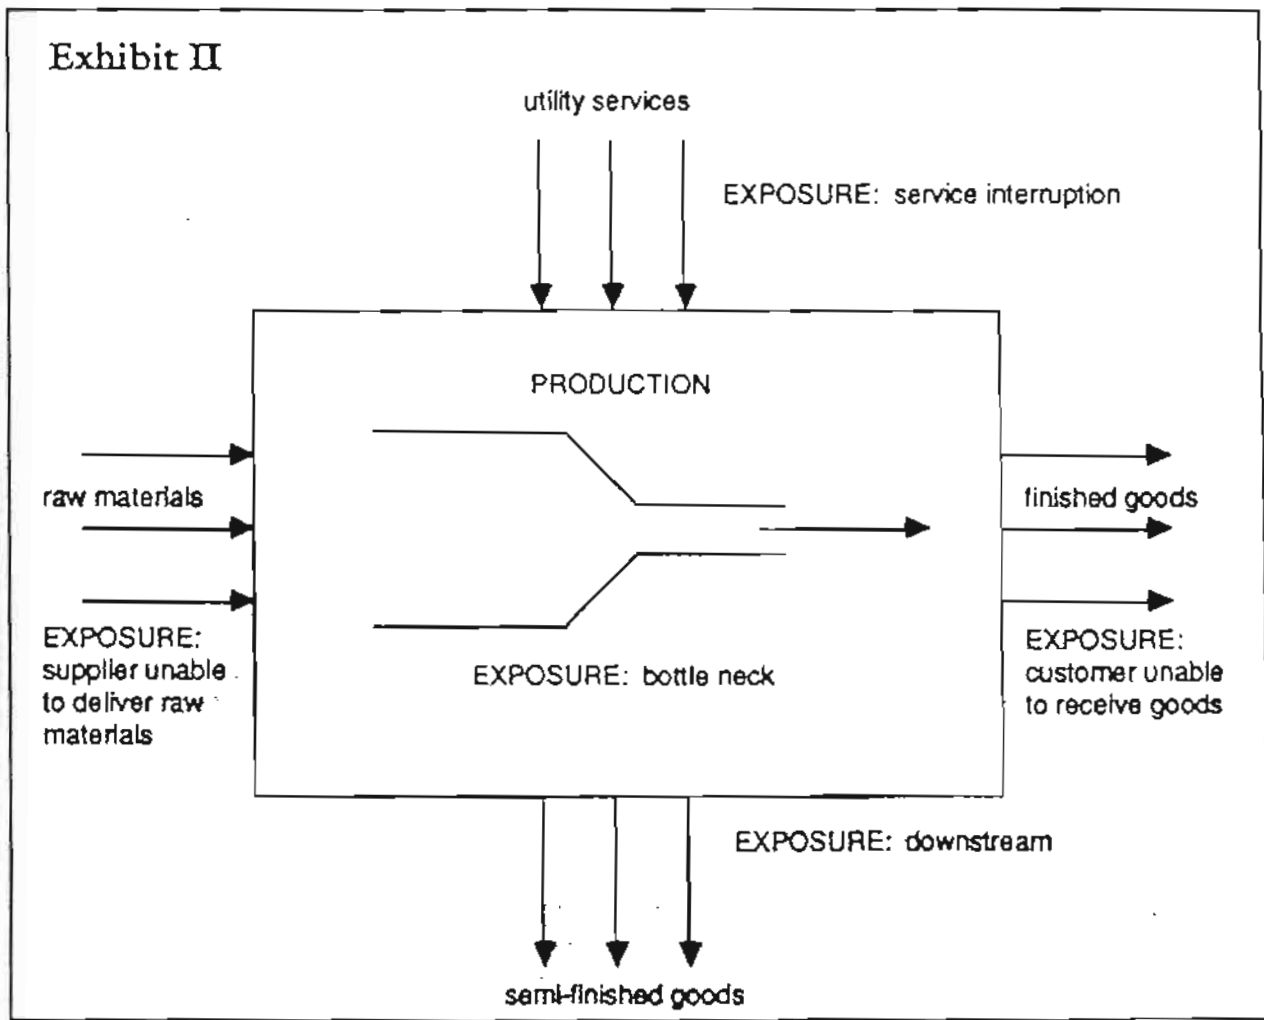 Exhibit II
utility services
EXPOSURE: service interruption
PRODUCTION
raw materials
finished goods
EXPOSURE:
supplier unable
to deliver raw
materials
EXPOSURE: bottle neck
EXPOSURE:
customer unable
to receive goods
EXPOSURE: downstream
semi-finished goods